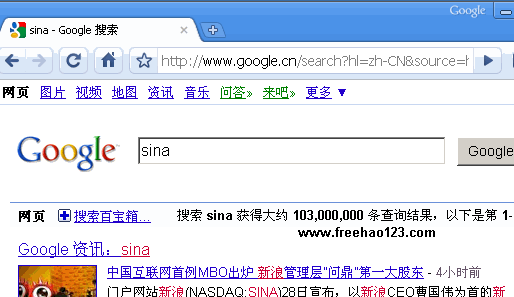 Google
sina - Google 搜索
http://www.google.cn/search?hl=zh-CN&source=h
网页 图片 视频 地图 资讯 音乐 问答» 来吧» 更多 ▼
Google sina Google
网页 搜索百宝箱... 搜索 sina 获得大约 103,000,000 条查询结果，以下是第 1-
www.freehao123.com
Google 资讯：sina
中国互联网首例MBO出炉 新浪管理层"问鼎"第一大股东 - 4小时前
门户网站新浪(NASDAQ:SINA)28日宣布，以新浪CEO曹国伟为首的新